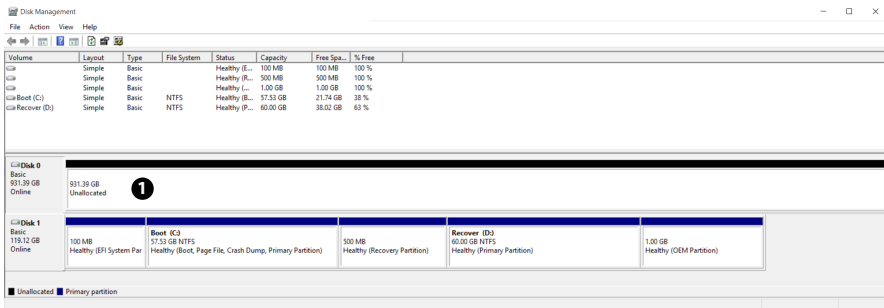 Disk Management
File Action View Help
Volume Layout Type File System Status Capacity Free Spa... % Free
Simple Basic Healthy (E... 100 MB 100 MB 100 %
Simple Basic Healthy (R... 500 MB 500 MB 100 %
Simple Basic Healthy (... 1.00 GB 1.00 GB 100 %
Boot (C:) Simple Basic NTFS Healthy (B... 57.53 GB 21.74 GB 38 %
Recover (D:) Simple Basic NTFS Healthy (P... 60.00 GB 38.02 GB 63 %
Disk 0
Basic
931.39 GB
Online
931.39 GB
Unallocated
1
Disk 1
Basic
119.12 GB
Online
100 MB
Healthy (EFI System Par
Boot (C:)
57.53 GB NTFS
Healthy (Boot, Page File, Crash Dump, Primary Partition)
500 MB
Healthy (Recovery Partition)
Recover (D:)
60.00 GB NTFS
Healthy (Primary Partition)
1.00 GB
Healthy (OEM Partition)
Unallocated Primary partition